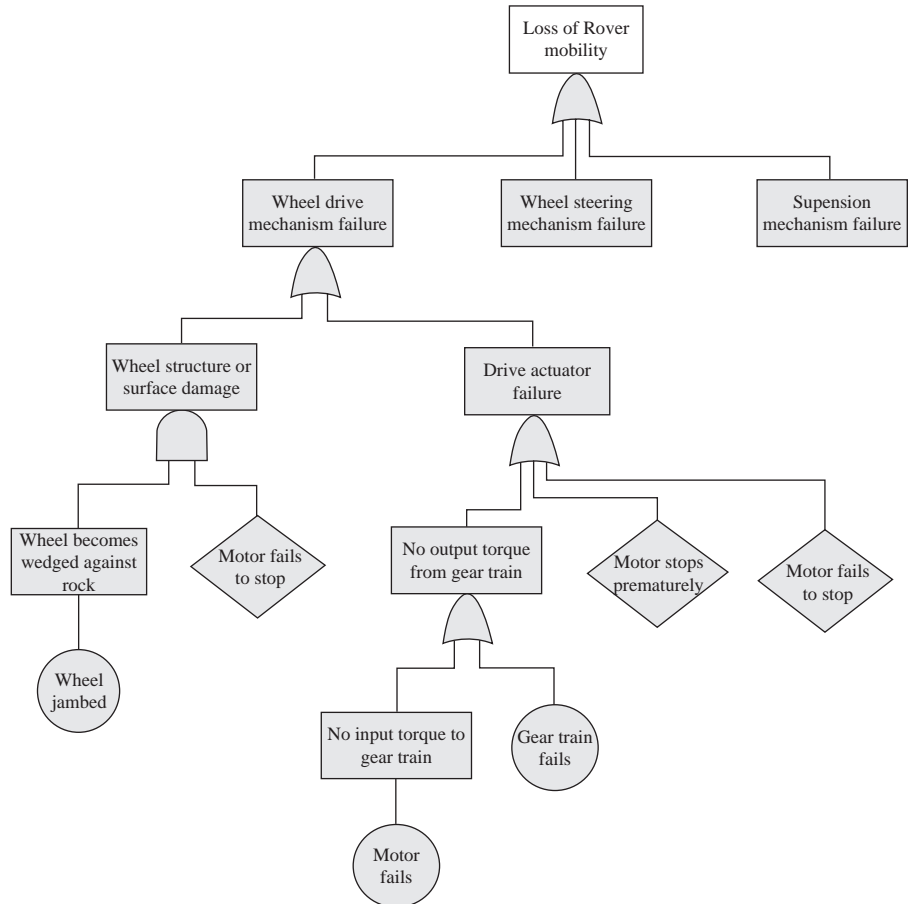 Loss of Rover
mobility
Wheel drive
mechanism failure
Wheel steering
mechanism failure
Supension
mechanism failure
Wheel structure or
surface damage
Drive actuator
failure
Wheel becomes
wedged against
rock
Motor fails
to stop
No output torque
from gear train
Motor stops
prematurely
Motor fails
to stop
Wheel
jambed
No input torque to
gear train
Gear train
fails
Motor
fails